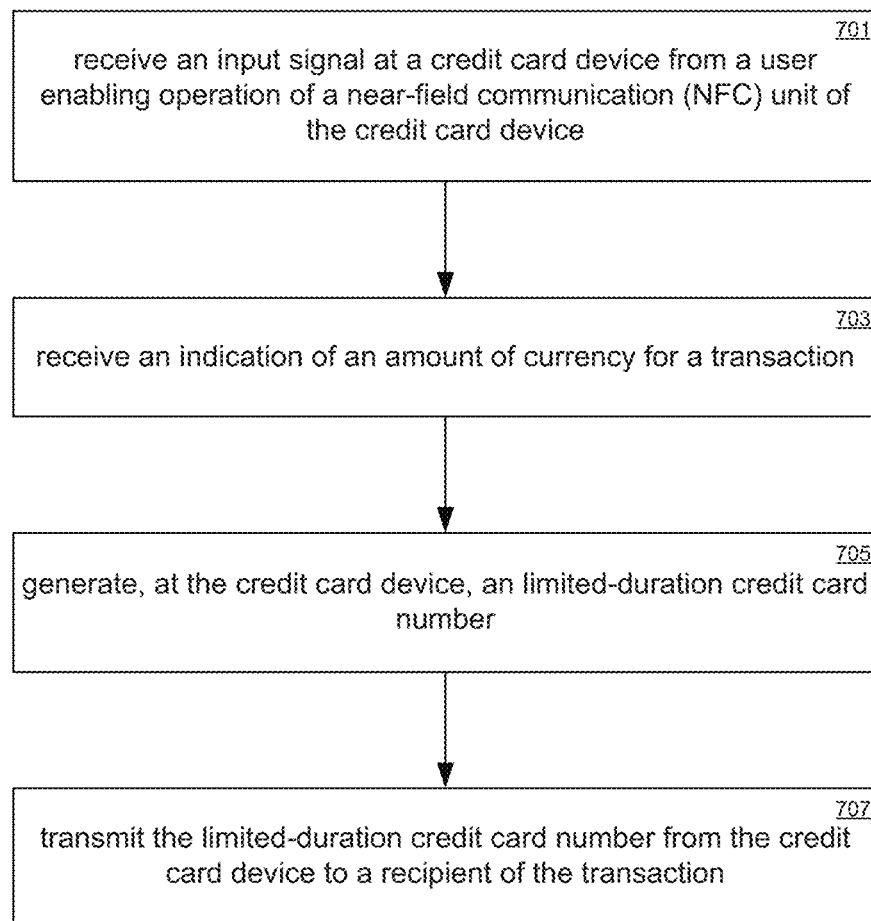 701
receive an input signal at a credit card device from a user
enabling operation of a near-field communication (NFC) unit of
the credit card device
703
receive an indication of an amount of currency for a transaction
705
generate, at the credit card device, an limited-duration credit card
number
707
transmit the limited-duration credit card number from the credit
card device to a recipient of the transaction